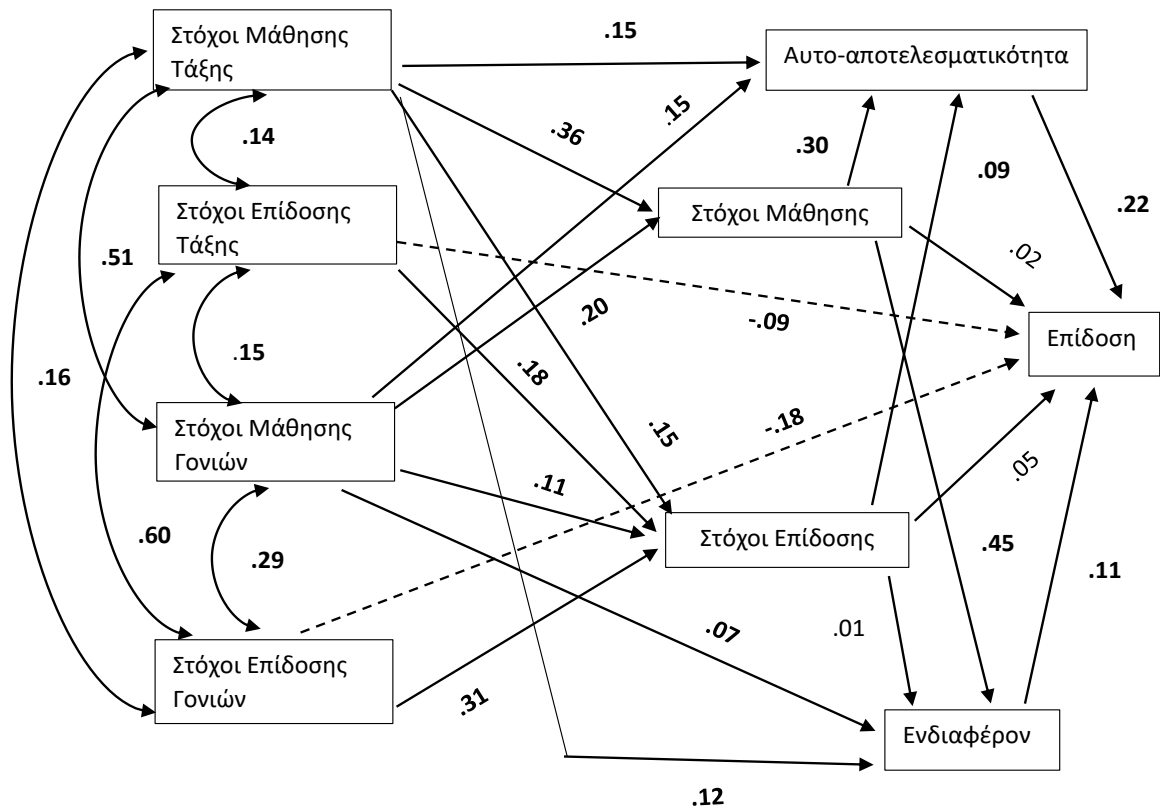 Στόχοι Μάθησης
Τάξης
.15
Αυτο-αποτελεσματικότητα
.15
.36
.14
.30
.09
Στόχοι Επίδοσης
Τάξης
Στόχοι Μάθησης
.22
.51
.02
.20
-.09
Επίδοση
.15
.18
.16
Στόχοι Μάθησης
Γονιών
-.18
.15
.11
.05
Στόχοι Επίδοσης
.60
.29
.45
.11
.07
.01
Στόχοι Επίδοσης
Γονιών
.31
Ενδιαφέρον
.12